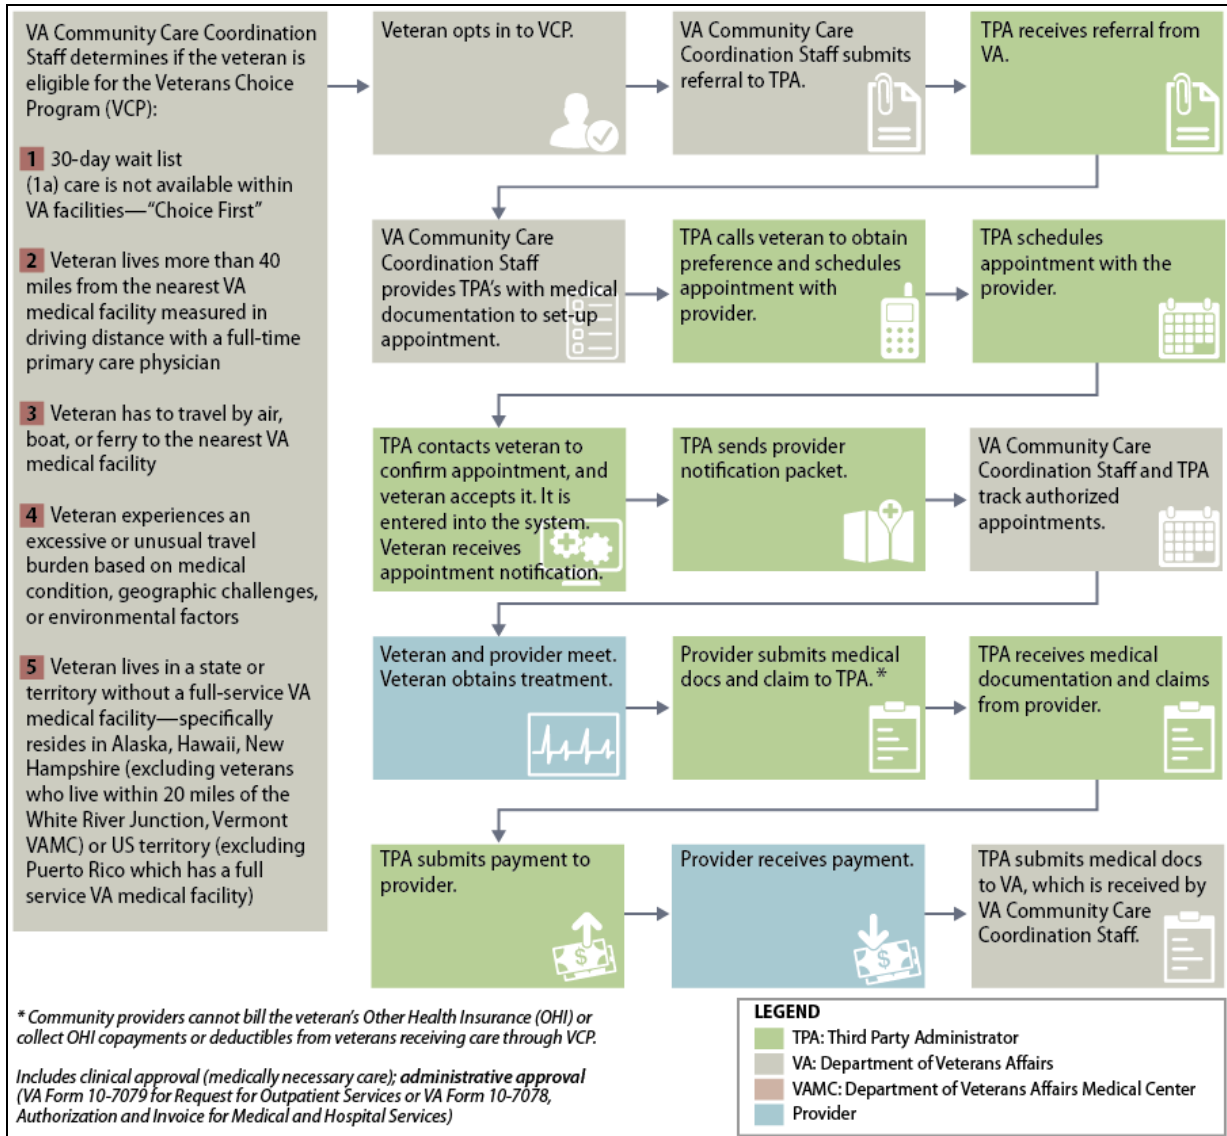 VA Community Care Coordination
Staff determines if the veteran is
eligible for the Veterans Choice
Program (VCP):
1 30-day wait list
(1a) care is not available within
VA facilities—“Choice First”
2 Veteran lives more than 40
miles from the nearest VA
medical facility measured in
driving distance with a full-time
primary care physician
3 Veteran has to travel by air,
boat, or ferry to the nearest VA
medical facility
4 Veteran experiences an
excessive or unusual travel
burden based on medical
condition, geographic challenges,
or environmental factors
5 Veteran lives in a state or
territory without a full-service VA
medical facility—specifically
resides in Alaska, Hawaii, New
Hampshire (excluding veterans
who live within 20 miles of the
White River Junction, Vermont
VAMC) or US territory (excluding
Puerto Rico which has a full
service VA medical facility)
Veteran opts in to VCP.
VA Community Care
Coordination Staff submits
referral to TPA.
TPA receives referral from
VA.
VA Community Care
Coordination Staff
provides TPA's with medical
documentation to set-up
appointment.
TPA calls veteran to obtain
preference and schedules
appointment with
provider.
TPA schedules
appointment with the
provider.
TPA contacts veteran to
confirm appointment, and
veteran accepts it. It is
entered into the system.
Veteran receives
appointment notification.
TPA sends provider
notification packet.
VA Community Care
Coordination Staff and TPA
track authorized
appointments.
Veteran and provider meet.
Veteran obtains treatment.
Provider submits medical
docs and claim to TPA.*
TPA receives medical
documentation and claims
from provider.
TPA submits payment to
provider.
$
Provider receives payment.
$
TPA submits medical docs
to VA, which is received by
VA Community Care
Coordination Staff.
* Community providers cannot bill the veteran's Other Health Insurance (OHI) or
collect OHI copayments or deductibles from veterans receiving care through VCP.
Includes clinical approval (medically necessary care); administrative approval
(VA Form 10-7079 for Request for Outpatient Services or VA Form 10-7078,
Authorization and Invoice for Medical and Hospital Services)
LEGEND
TPA: Third Party Administrator
VA: Department of Veterans Affairs
VAMC: Department of Veterans Affairs Medical Center
Provider